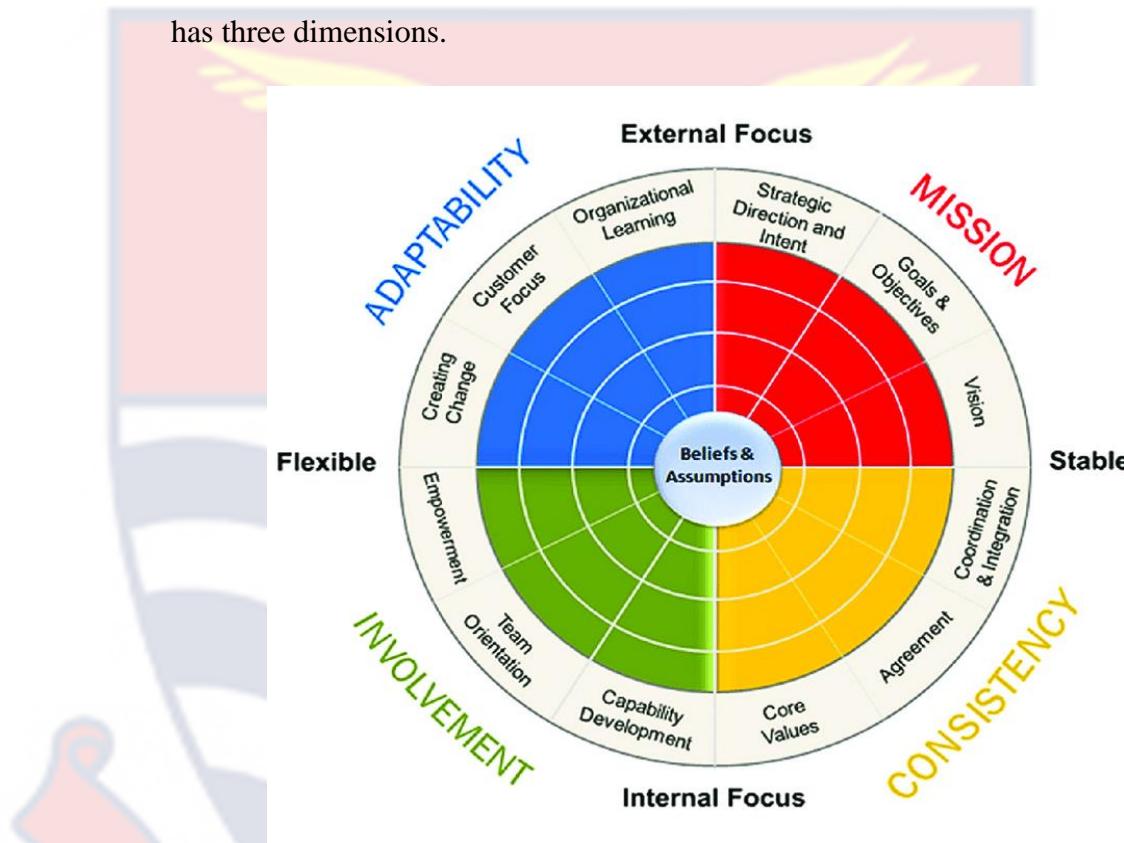 has three dimensions.
External Focus
ADAPTABILITY
MISSION
Organizational
Learning
Strategic
Direction and
Intent
Customer
Focus
Goals &
Objectives
Creating
Change
Vision
Beliefs &
Assumptions
Flexible
Stable
Empowerment
Coordination
& Integration
Team
Orientation
Agreement
Capability
Development
Core
Values
INVOLVEMENT
CONSISTENCY
Internal Focus